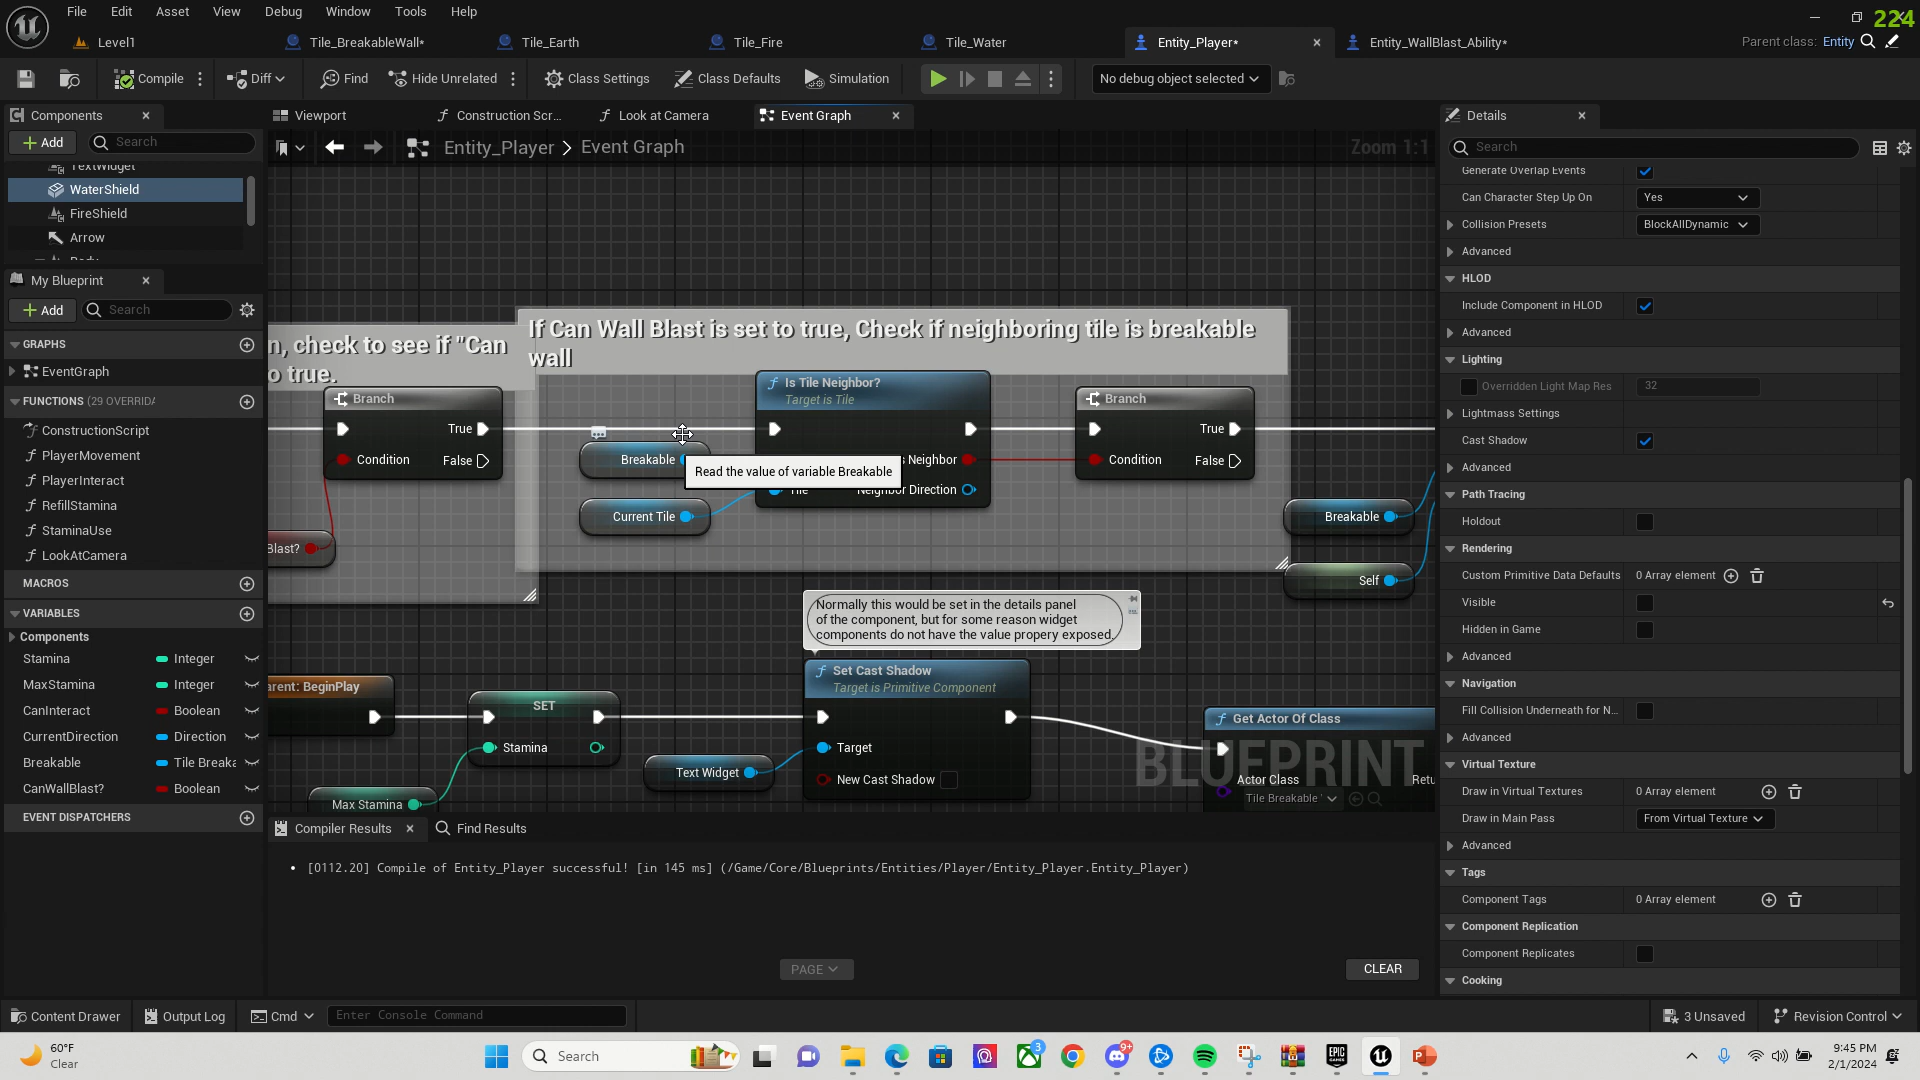 File Edit Asset View Debug Window Tools Help
224
Level1 Tile_BreakableWall* Tile_Earth Tile_Fire Tile_Water Entity_Player* Entity_WallBlast_Ability*
Parent class: Entity
Compile Diff Find Hide Unrelated Class Settings Class Defaults Simulation No debug object selected
Components
Add Search
TextWidget
WaterShield
FireShield
Arrow
My Blueprint
Add Search
GRAPHS
EventGraph
FUNCTIONS (29 OVERRIDA
ConstructionScript
PlayerMovement
PlayerInteract
RefillStamina
StaminaUse
LookAtCamera
MACROS
VARIABLES
Components
Stamina Integer
MaxStamina Integer
CanInteract Boolean
CurrentDirection Direction
Breakable Tile Breaka
CanWallBlast? Boolean
EVENT DISPATCHERS
Viewport Construction Scr... Look at Camera Event Graph
Entity_Player > Event Graph
Zoom 1:1
n, check to see if "Can
o true.
If Can Wall Blast is set to true, Check if neighboring tile is breakable
wall
Branch
True
Condition False
Blast?
Breakable
Current Tile
Is Tile Neighbor?
Target is Tile
s Neighbor
Tile Neighbor Direction
Read the value of variable Breakable
Branch
True
Condition False
Breakable
Self
Normally this would be set in the details panel
of the component, but for some reason widget
components do not have the value propery exposed.
arent: BeginPlay
SET
Stamina
Max Stamina
Text Widget
Set Cast Shadow
Target is Primitive Component
Target
New Cast Shadow
Get Actor Of Class
Actor Class Retu
Tile Breakable
BLUEPRINT
Compiler Results Find Results
• [0112.20] Compile of Entity_Player successful! [in 145 ms] (/Game/Core/Blueprints/Entities/Player/Entity_Player.Entity_Player)
PAGE
CLEAR
Details
Search
Generate Overlap Events
Can Character Step Up On Yes
Collision Presets BlockAllDynamic
Advanced
HLOD
Include Component in HLOD
Advanced
Lighting
Overridden Light Map Res 32
Lightmass Settings
Cast Shadow
Advanced
Path Tracing
Holdout
Rendering
Custom Primitive Data Defaults 0 Array element
Visible
Hidden in Game
Advanced
Navigation
Fill Collision Underneath for N...
Advanced
Virtual Texture
Draw in Virtual Textures 0 Array element
Draw in Main Pass From Virtual Texture
Advanced
Tags
Component Tags 0 Array element
Component Replication
Component Replicates
Cooking
Content Drawer Output Log Cmd Enter Console Command 3 Unsaved Revision Control
60°F
Clear
Search
3
9+
9:45 PM
2/1/2024